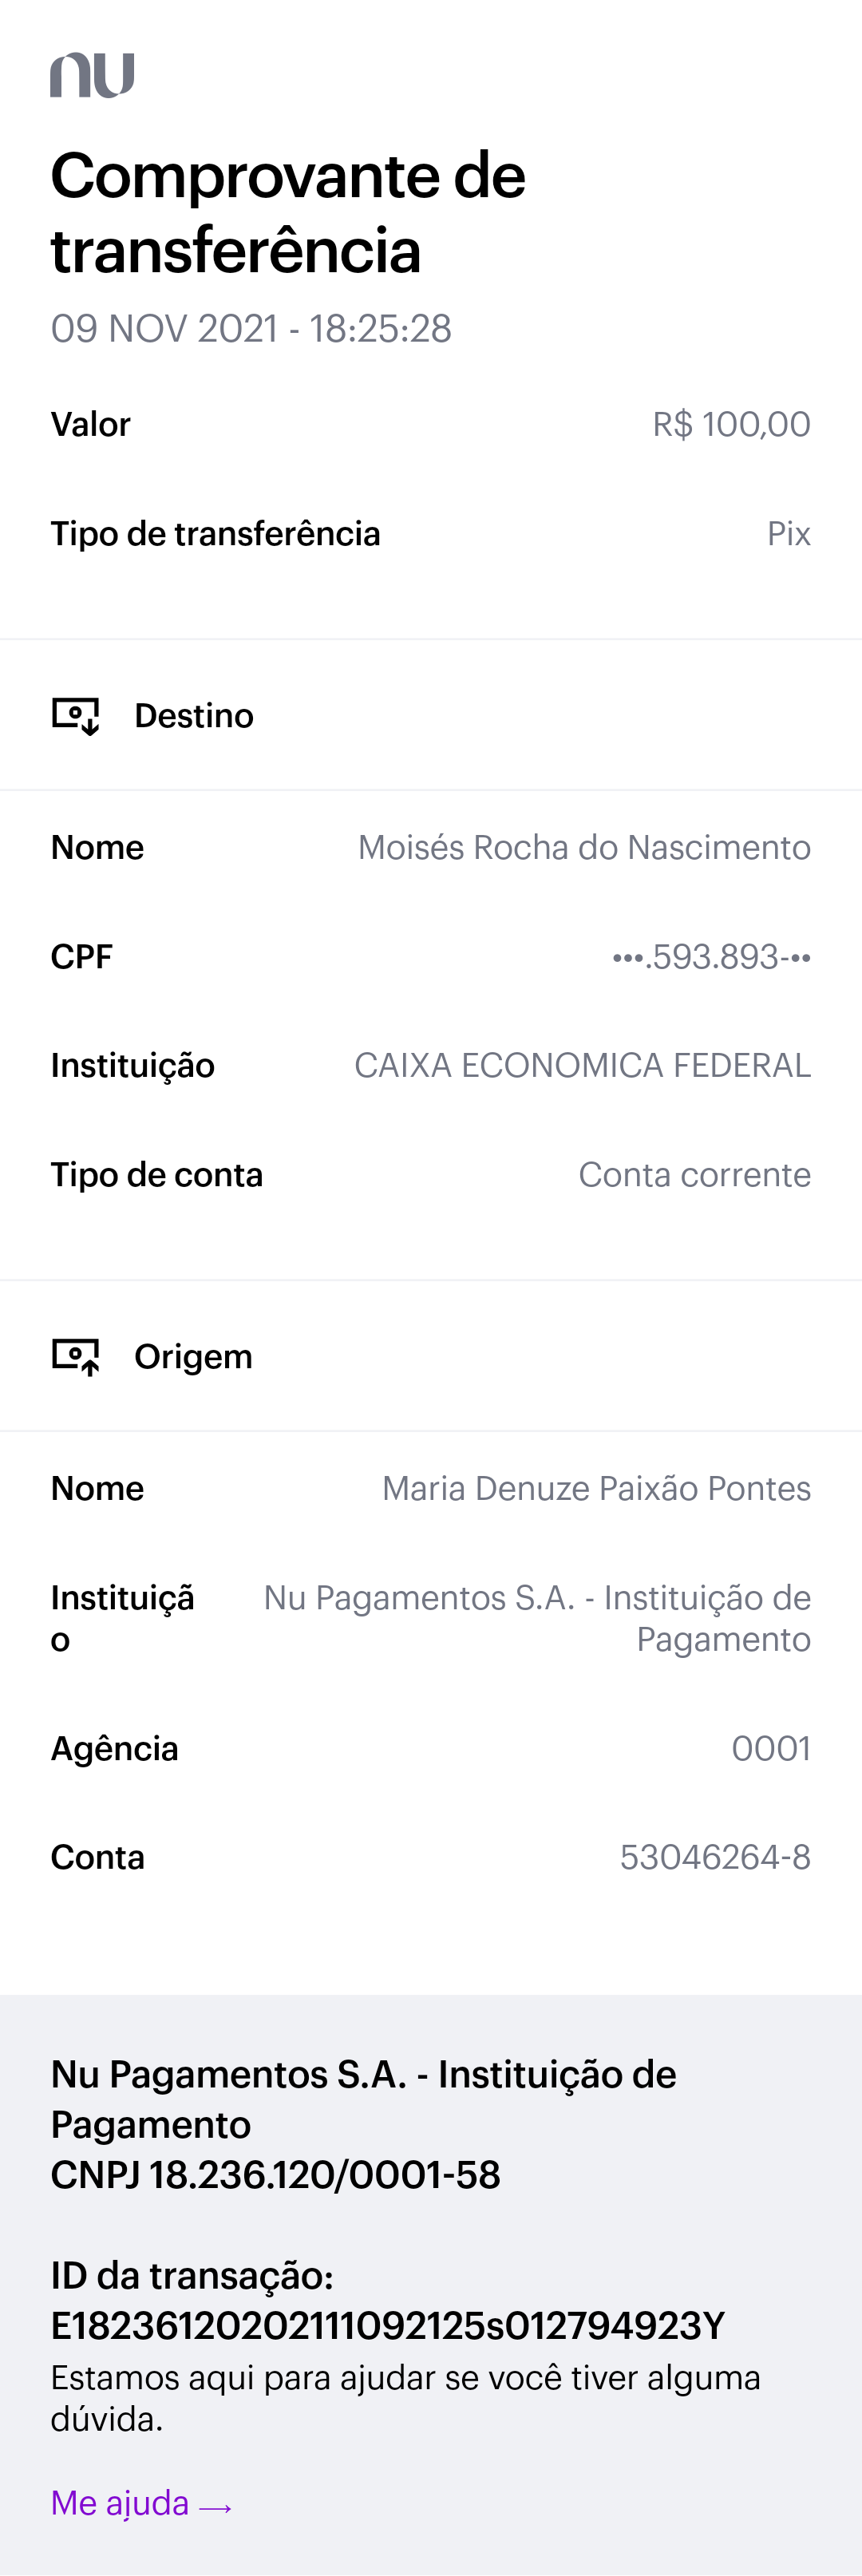 nu
Comprovante de
transferência
09 NOV 2021 - 18:25:28
Valor R$ 100,00
Tipo de transferência Pix
Destino
Nome Moisés Rocha do Nascimento
CPF •••.593.893-••
Instituição CAIXA ECONOMICA FEDERAL
Tipo de conta Conta corrente
Origem
Nome Maria Denuze Paixão Pontes
Instituiçã Nu Pagamentos S.A. - Instituição de
o Pagamento
Agência 0001
Conta 53046264-8
Nu Pagamentos S.A. - Instituição de
Pagamento
CNPJ 18.236.120/0001-58
ID da transação:
E18236120202111092125s012794923Y
Estamos aqui para ajudar se você tiver alguma
dúvida.
Me ajuda →